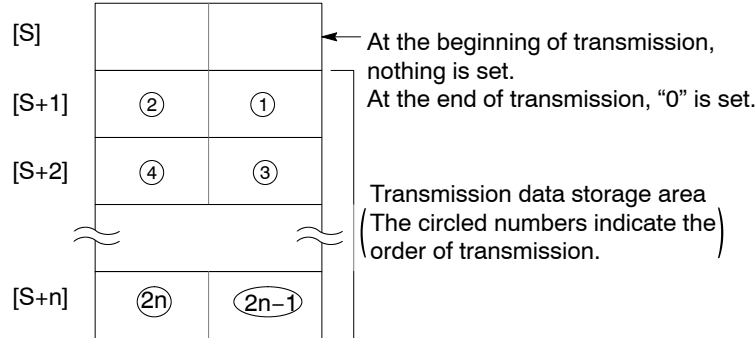 [S]
At the beginning of transmission,
nothing is set.
At the end of transmission, “0” is set.
[S+1] ② ①
[S+2] ④ ③
Transmission data storage area
(The circled numbers indicate the
order of transmission.)
[S+n] 2n 2n−1